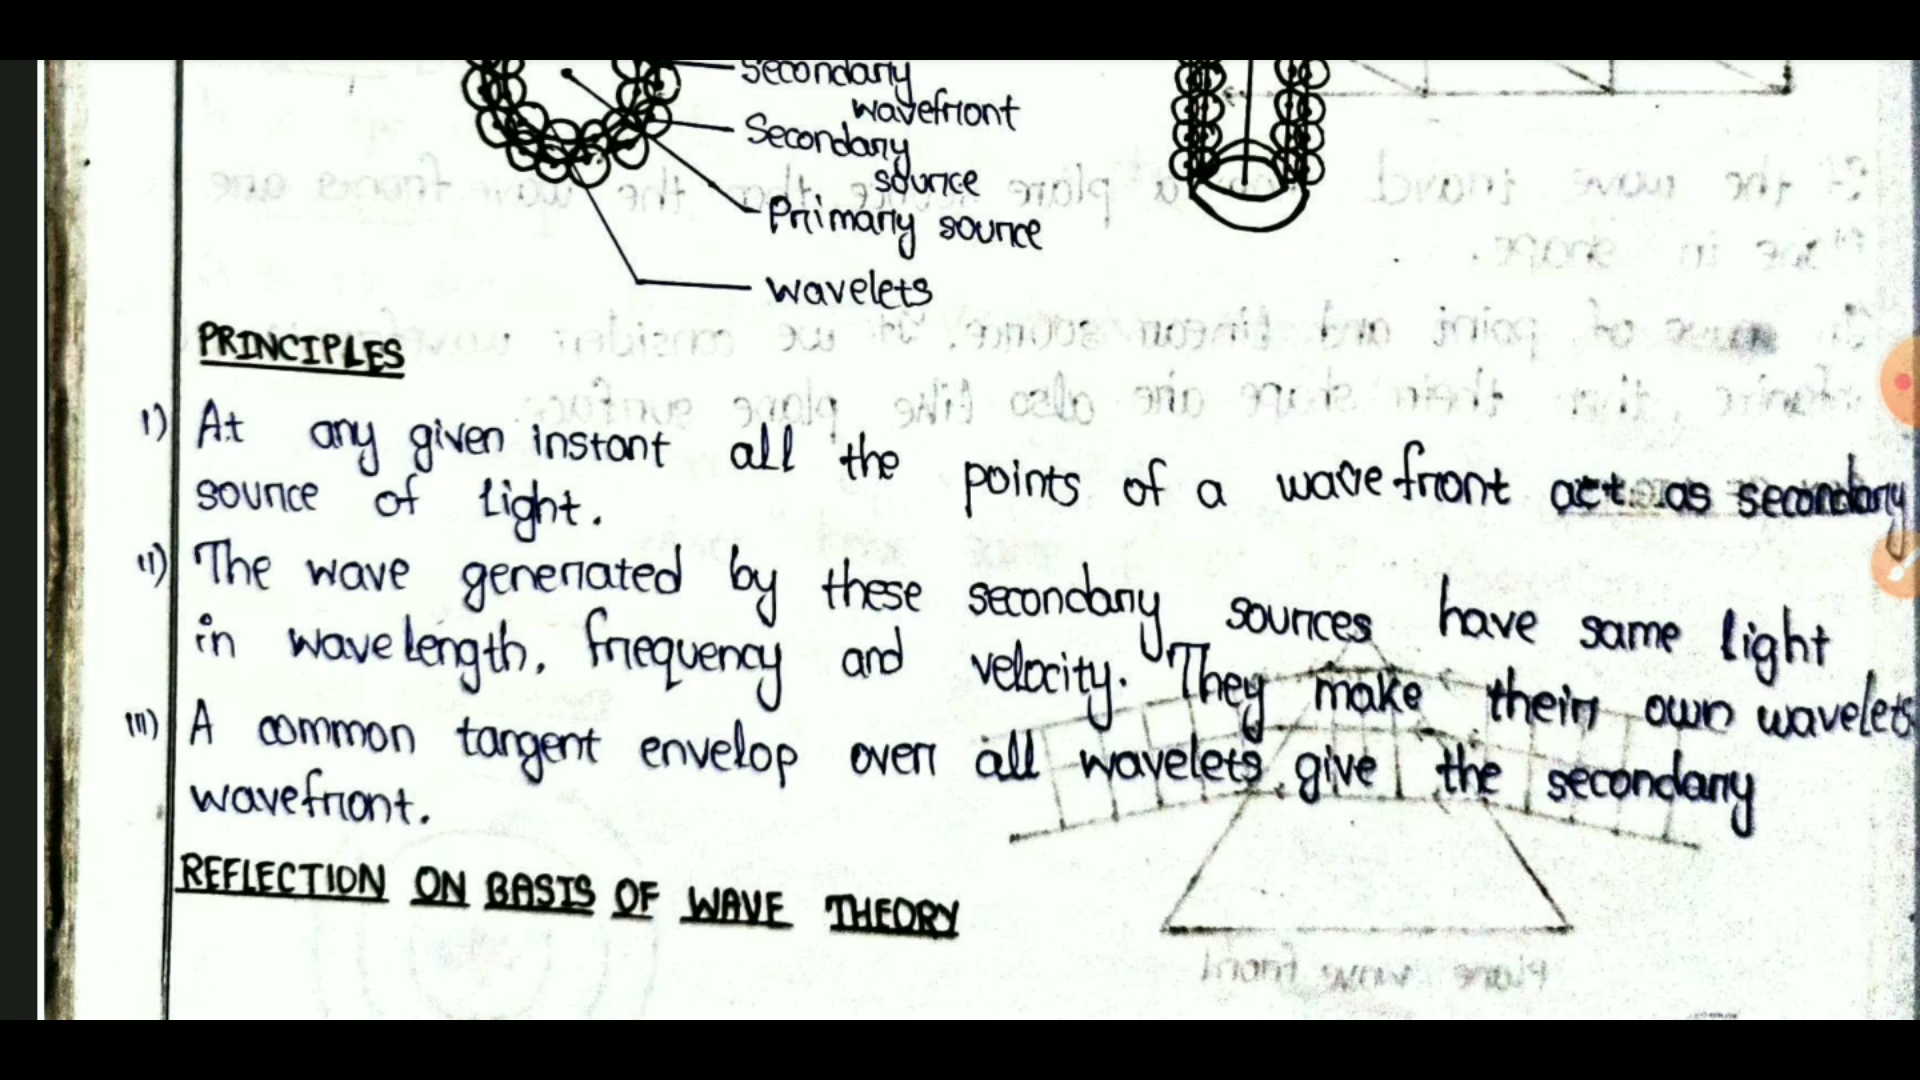 Secondary
wavefront
Secondary
source
Primary source
wavelets
PRINCIPLES
i) At any given instant all the points of a wavefront act as secondary
source of light.
ii) The wave generated by these secondary sources have same light
in wavelength, frequency and velocity. They make their own wavelets
iii) A common tangent envelop over all wavelets give the secondary
wavefront.
REFLECTION ON BASIS OF WAVE THEORY
Plane wave front